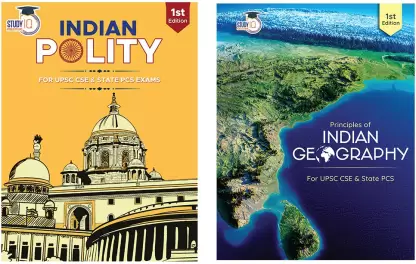 STUDY IQ
1st
Edition
INDIAN
POLITY
FOR UPSC CSE & STATE PCS EXAMS
STUDY IQ
1st
Edition
Principles of
INDIAN
GEOGRAPHY
For UPSC CSE & State PCS